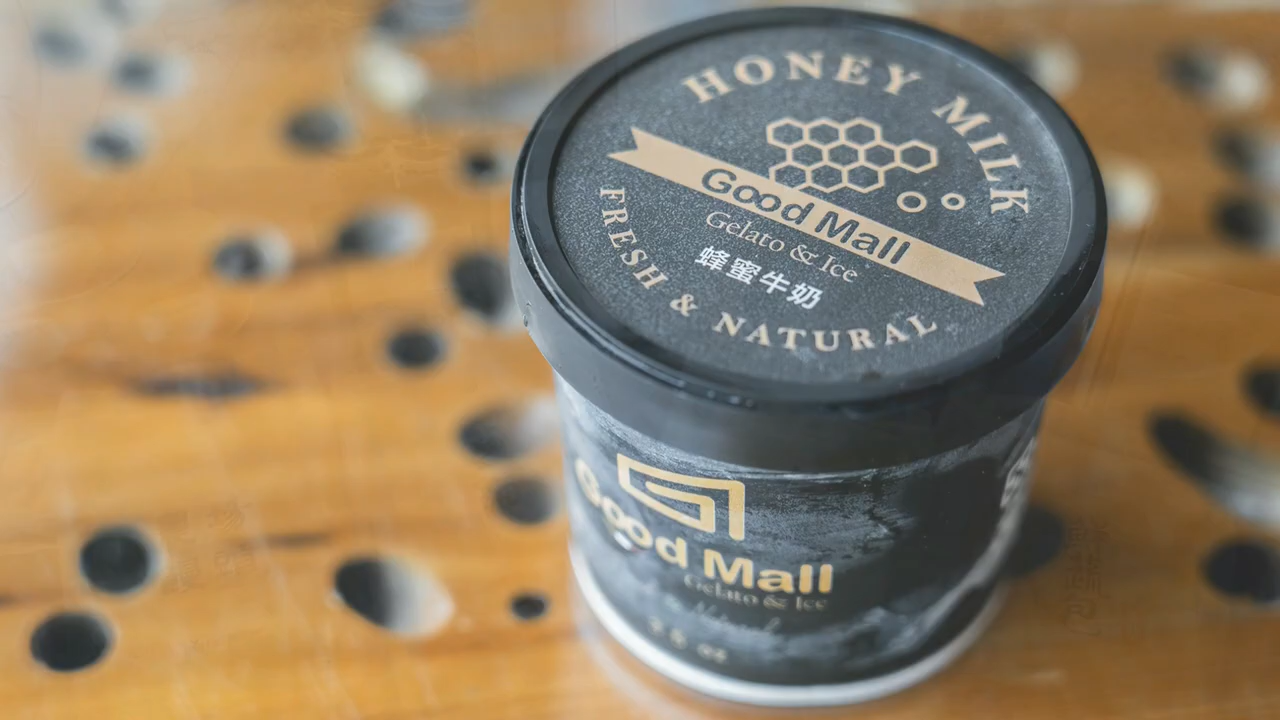 HONEY MILK
Good Mall
Gelato & Ice
蜂蜜牛奶
FRESH & NATURAL
Good Mall
Gelato & Ice